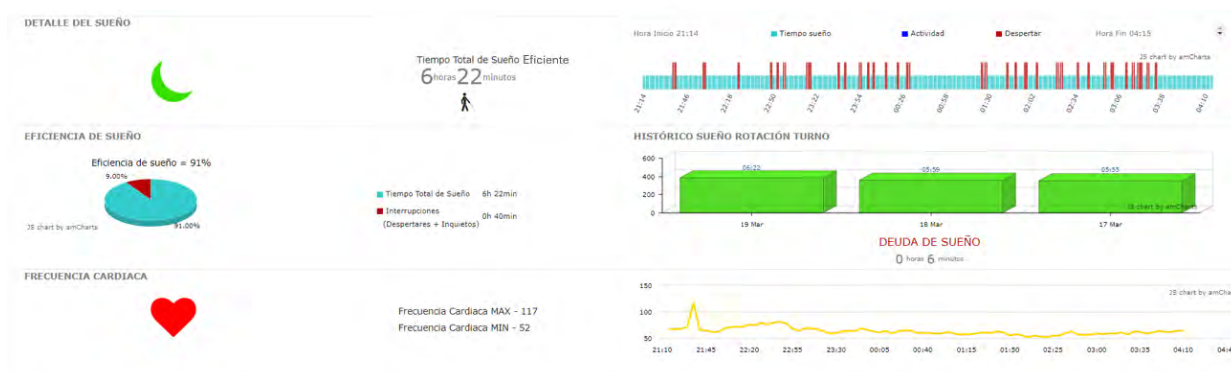 DETALLE DEL SUEÑO
Tiempo Total de Sueño Eficiente
6 horas 22 minutos
Hora Inicio 21:14
Tiempo sueño
Actividad
Despertar
Hora Fin 04:15
JS chart by amCharts
21:14 21:46 22:18 22:50 23:22 23:54 00:26 00:58 01:30 02:02 02:34 03:06 03:38 04:10
EFICIENCIA DE SUEÑO
Eficiencia de sueño = 91%
9.00%
91.00%
JS chart by amCharts
Tiempo Total de Sueño 6h 22min
Interrupciones 0h 40min
(Despertares + Inquietos)
HISTÓRICO SUEÑO ROTACIÓN TURNO
600
400
200
0
06:22 05:59 05:55
JS chart by amCharts
19 Mar 18 Mar 17 Mar
DEUDA DE SUEÑO
0 horas 6 minutos
FRECUENCIA CARDIACA
Frecuencia Cardiaca MAX - 117
Frecuencia Cardiaca MIN - 52
150
100
50
JS chart by amCha
21:10 21:45 22:20 22:55 23:30 00:05 00:40 01:15 01:50 02:25 03:00 03:35 04:10 04:4